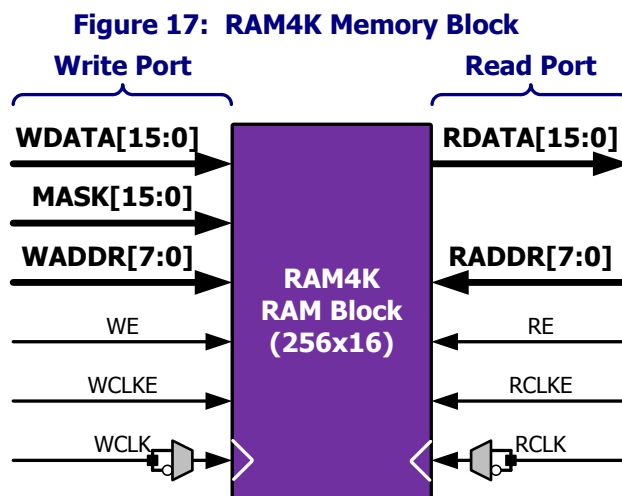 Figure 17: RAM4K Memory Block
Write Port
Read Port
WDATA[15:0]
RDATA[15:0]
MASK[15:0]
WADDR[7:0]
RADDR[7:0]
RAM4K
RAM Block
(256x16)
WE
RE
WCLKE
RCLKE
WCLK
RCLK